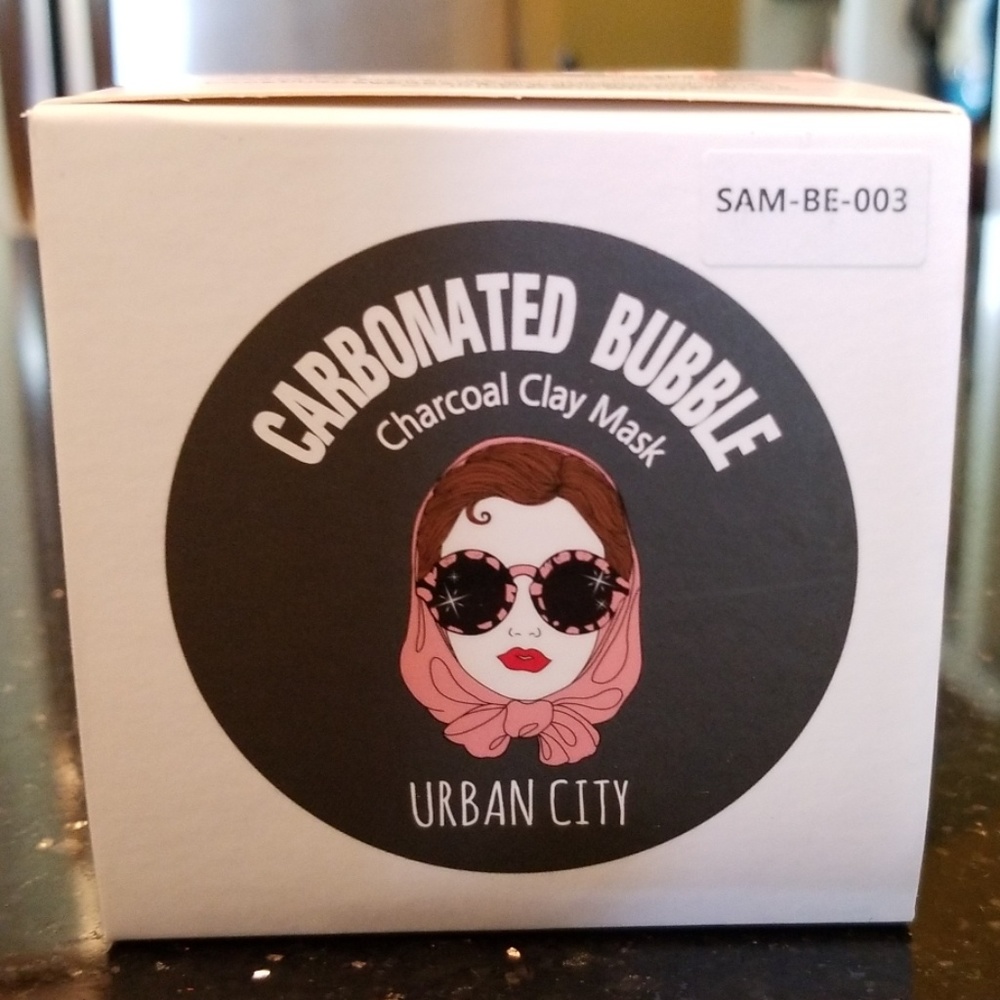 SAM-BE-003
CARBONATED BUBBLE
Charcoal Clay Mask
URBAN CITY